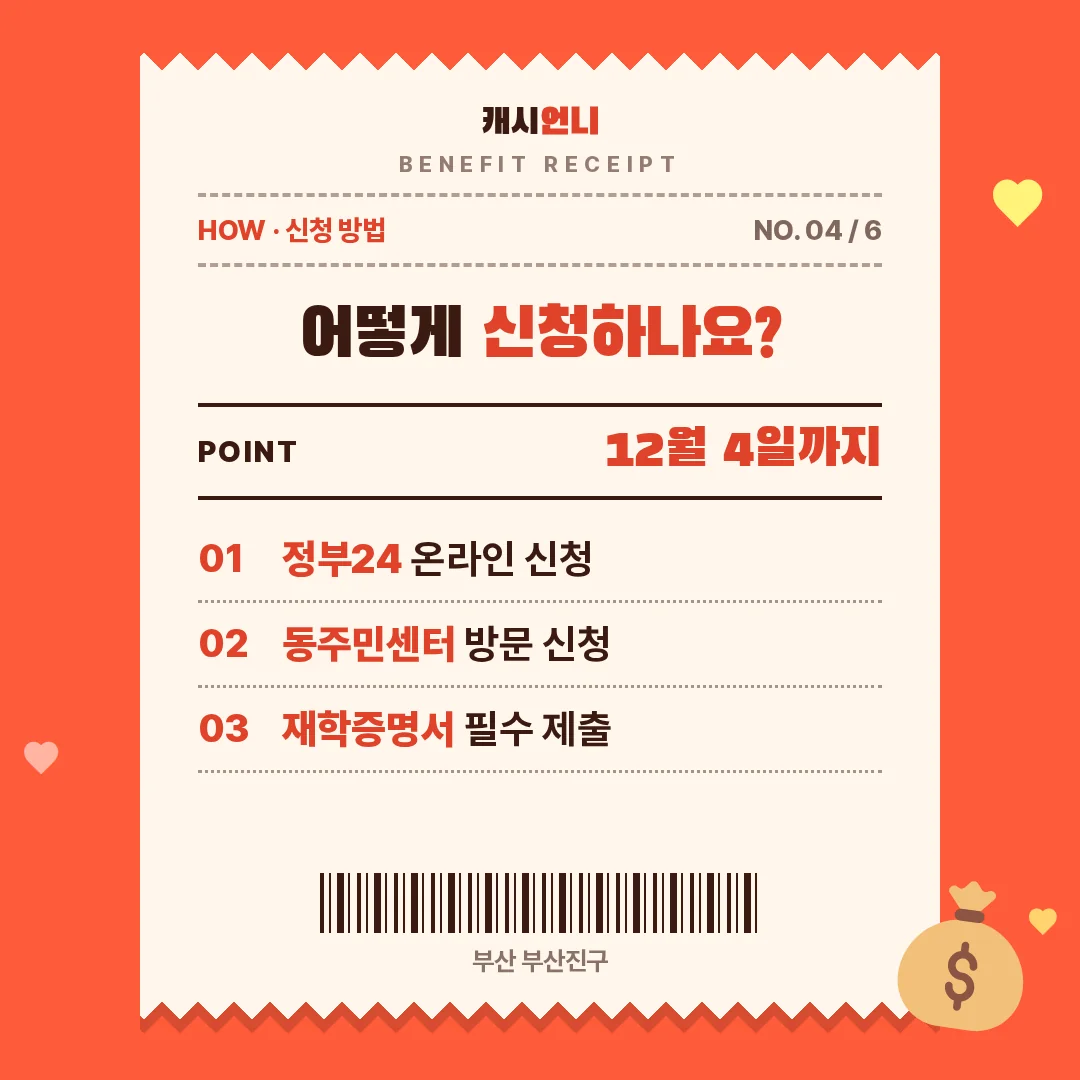 캐시언니
BENEFIT RECEIPT
HOW · 신청 방법 NO. 04 / 6
어떻게 신청하나요?
POINT 12월 4일까지
01 정부24 온라인 신청
02 동주민센터 방문 신청
03 재학증명서 필수 제출
부산 부산진구
$